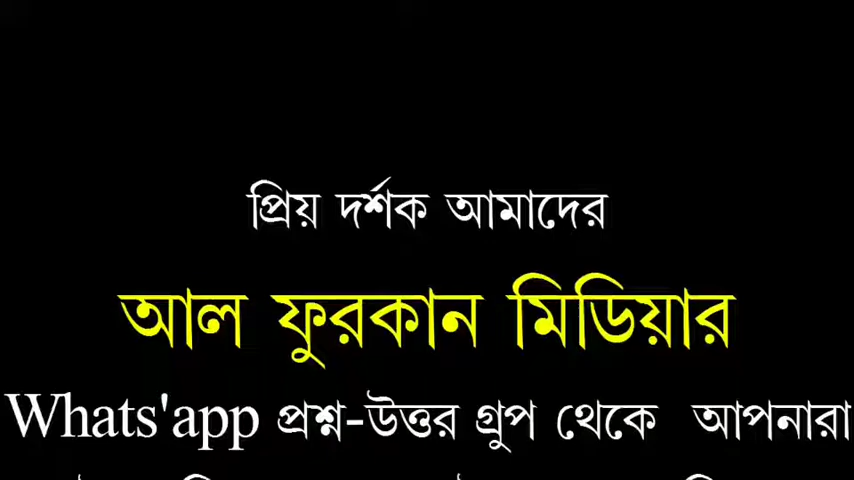 প্রিয় দর্শক আমাদের
আল ফুরকান মিডিয়ার
Whats'app প্রশ্ন-উত্তর গ্রুপ থেকে আপনারা